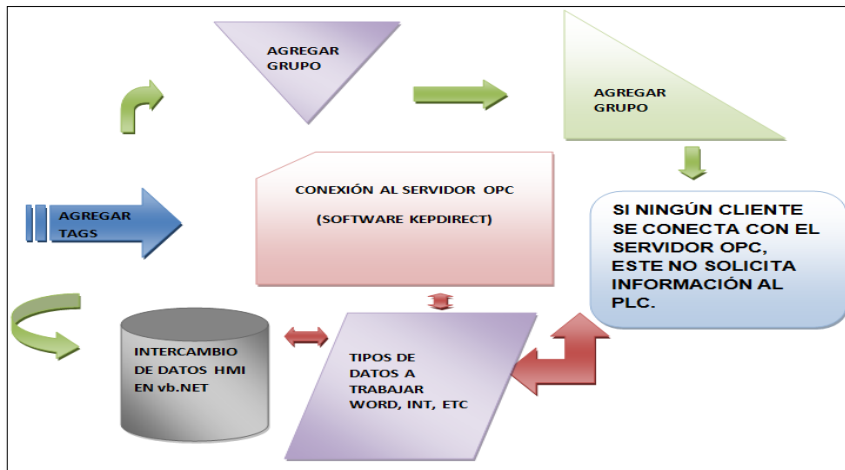 AGREGAR
GRUPO
AGREGAR
GRUPO
CONEXIÓN AL SERVIDOR OPC
(SOFTWARE KEPDIRECT)
AGREGAR
TAGS
SI NINGÚN CLIENTE
SE CONECTA CON EL
SERVIDOR OPC,
ESTE NO SOLICITA
INFORMACIÓN AL
PLC.
INTERCAMBIO
DE DATOS HMI
EN vb.NET
TIPOS DE
DATOS A
TRABAJAR
WORD, INT, ETC